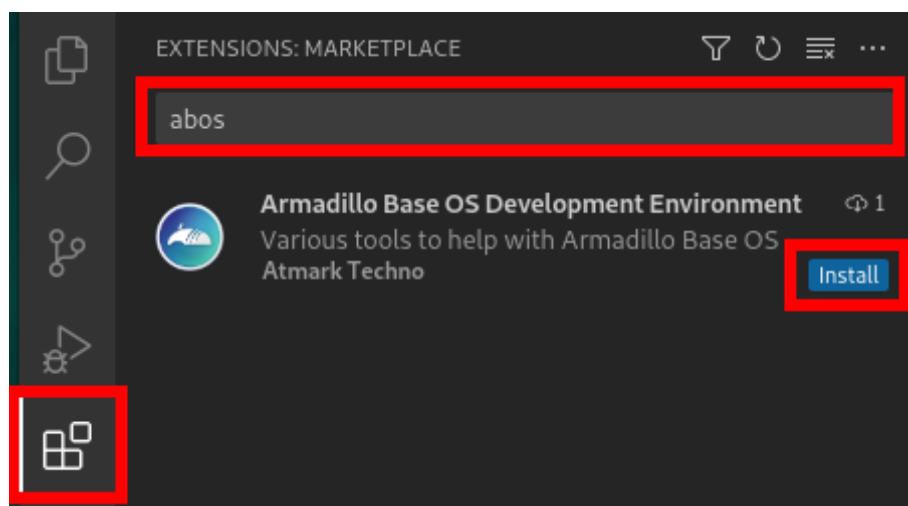 EXTENSIONS: MARKETPLACE
abos
Armadillo Base OS Development Environment 1
Various tools to help with Armadillo Base OS
Atmark Techno
Install